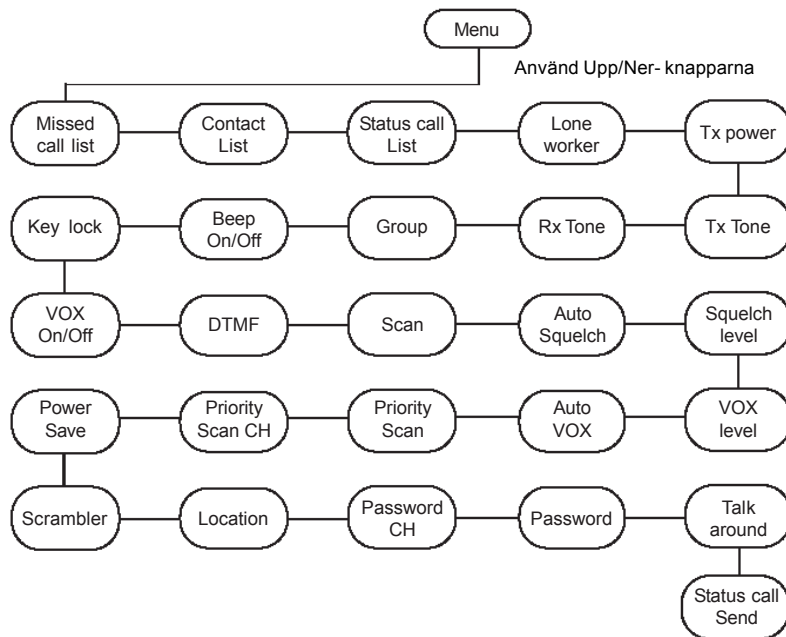 Menu
Använd Upp/Ner- knapparna
Missed
call list
Contact
List
Status call
List
Lone
worker
Tx power
Key lock
Beep
On/Off
Group
Rx Tone
Tx Tone
VOX
On/Off
DTMF
Scan
Auto
Squelch
Squelch
level
Power
Save
Priority
Scan CH
Priority
Scan
Auto
VOX
VOX
level
Scrambler
Location
Password
CH
Password
Talk
around
Status call
Send